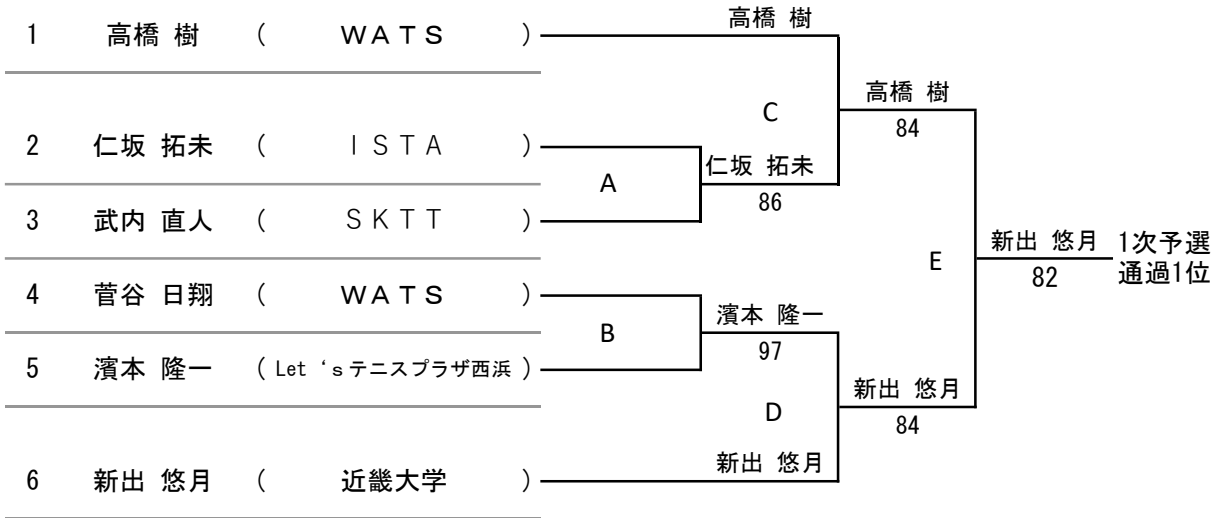 高橋 樹
1 高橋 樹 ( WATS )
高橋 樹
C
84
2 仁坂 拓未 ( ISTA )
仁坂 拓未
A
86
3 武内 直人 ( SKTT )
新出 悠月 1次予選
E
82 通過1位
4 菅谷 日翔 ( WATS )
濱本 隆一
B
97
5 濱本 隆一 ( Let‘sテニスプラザ西浜 )
新出 悠月
D
84
新出 悠月
6 新出 悠月 ( 近畿大学 )